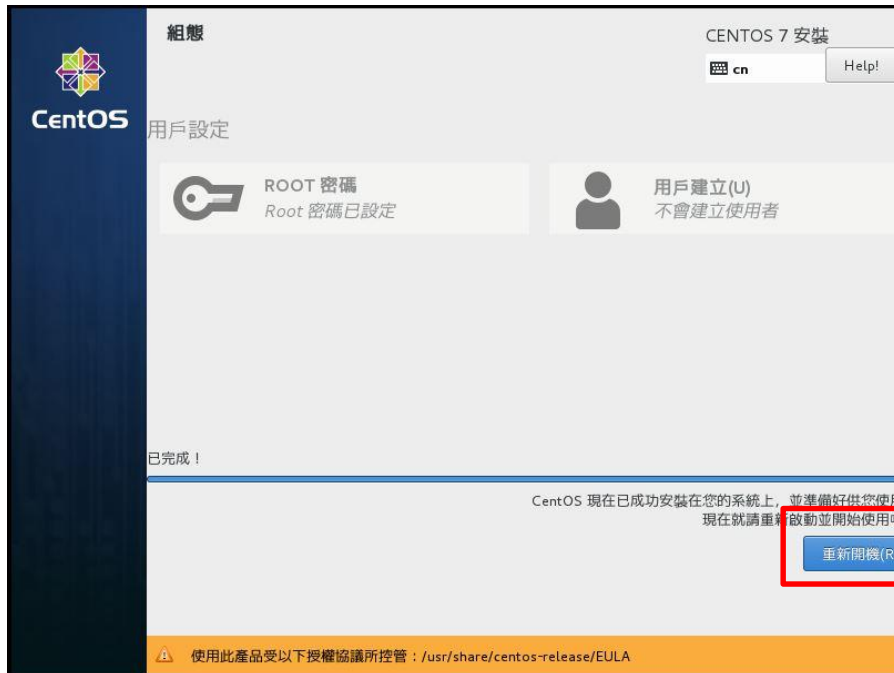 組態
CENTOS 7 安裝
cn
Help!
CentOS
用戶設定
ROOT 密碼
Root 密碼已設定
用戶建立(U)
不會建立使用者
已完成！
CentOS 現在已成功安裝在您的系統上，並準備好供您使
現在就請重新啟動並開始使用
重新開機(R
使用此產品受以下授權協議所控管：/usr/share/centos-release/EULA